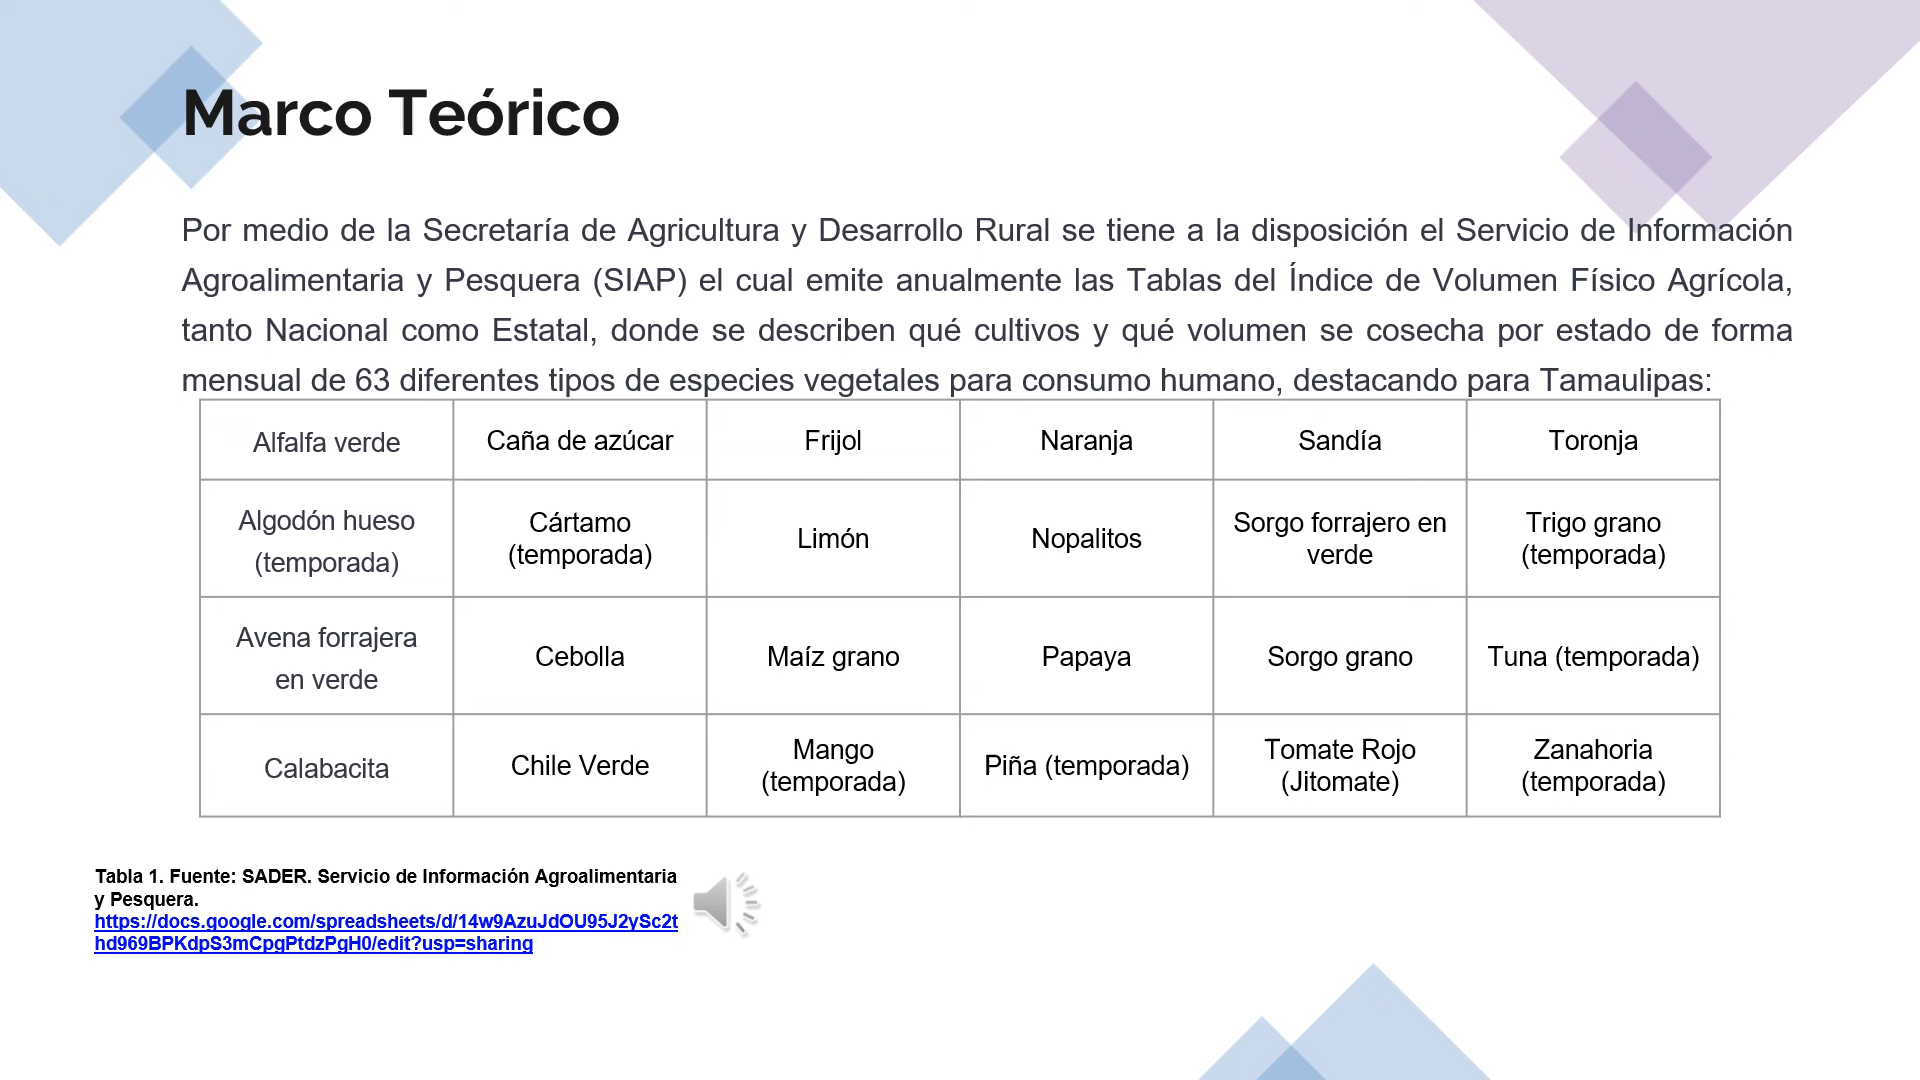 Marco Teórico
Por medio de la Secretaría de Agricultura y Desarrollo Rural se tiene a la disposición el Servicio de Información
Agroalimentaria y Pesquera (SIAP) el cual emite anualmente las Tablas del Índice de Volumen Físico Agrícola,
tanto Nacional como Estatal, donde se describen qué cultivos y qué volumen se cosecha por estado de forma
mensual de 63 diferentes tipos de especies vegetales para consumo humano, destacando para Tamaulipas:
Alfalfa verde
Caña de azúcar
Frijol
Naranja
Sandía
Toronja
Algodón hueso
(temporada)
Cártamo
(temporada)
Limón
Nopalitos
Sorgo forrajero en
verde
Trigo grano
(temporada)
Avena forrajera
en verde
Cebolla
Maíz grano
Papaya
Sorgo grano
Tuna (temporada)
Calabacita
Chile Verde
Mango
(temporada)
Piña (temporada)
Tomate Rojo
(Jitomate)
Zanahoria
(temporada)
Tabla 1. Fuente: SADER. Servicio de Información Agroalimentaria
y Pesquera.
https://docs.google.com/spreadsheets/d/14w9AzuJdOU95J2ySc2t
hd969BPKdpS3mCpgPtdzPgH0/edit?usp=sharing